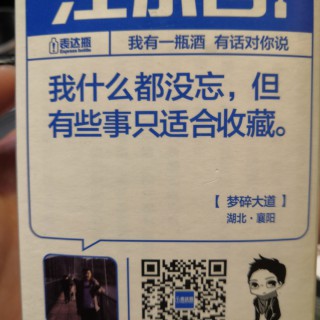 表达瓶
我有一瓶酒 有话对你说
我什么都没忘，但
有些事只适合收藏。
【 梦碎大道 】
湖北·襄阳